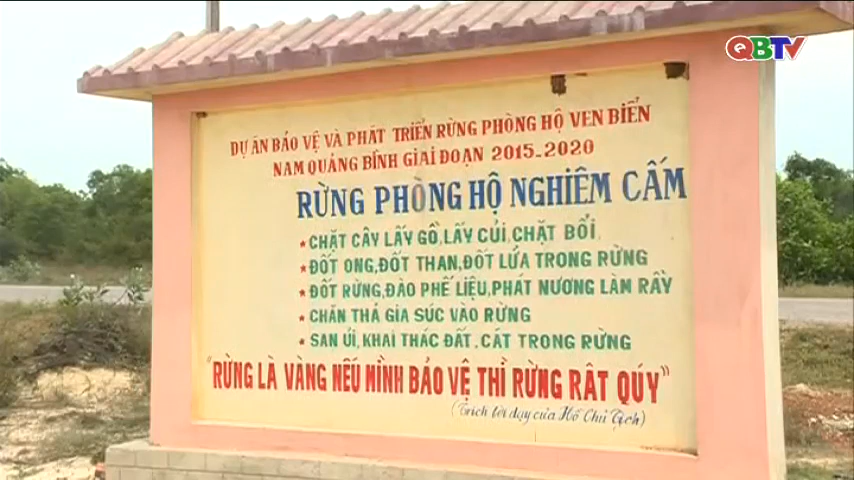 QBTV
DỰ ÁN BẢO VỆ VÀ PHÁT TRIỂN RỪNG PHÒNG HỘ VEN BIỂN
NAM QUẢNG BÌNH GIAI ĐOẠN 2015-2020
RỪNG PHÒNG HỘ NGHIÊM CẤM
★ CHẶT CÂY LẤY GỖ, LẤY CỦI, CHẶT BỔI
★ ĐỐT ONG, ĐỐT THAN, ĐỐT LỬA TRONG RỪNG
★ ĐỐT RỪNG, ĐÀO PHẾ LIỆU, PHÁT NƯƠNG LÀM RẪY
★ CHĂN THẢ GIA SÚC VÀO RỪNG
★ SAN ỦI, KHAI THÁC ĐẤT, CÁT TRONG RỪNG
"RỪNG LÀ VÀNG NẾU MÌNH BẢO VỆ THÌ RỪNG RẤT QÚY"
(Trích lời dạy của Hồ Chủ Tịch)